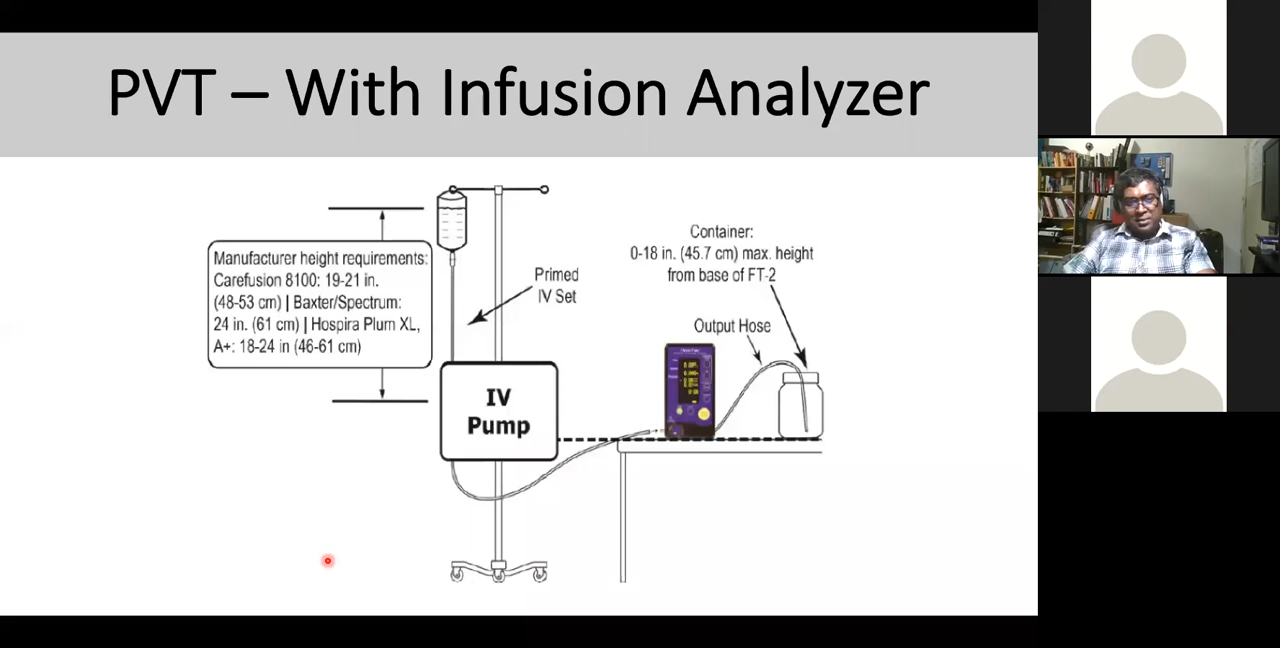 PVT – With Infusion Analyzer
Manufacturer height requirements:
Carefusion 8100: 19-21 in.
(48-53 cm) | Baxter/Spectrum:
24 in. (61 cm) | Hospira Plum XL,
A+: 18-24 in (46-61 cm)
Primed
IV Set
Container:
0-18 in. (45.7 cm) max. height
from base of FT-2
Output Hose
IV
Pump